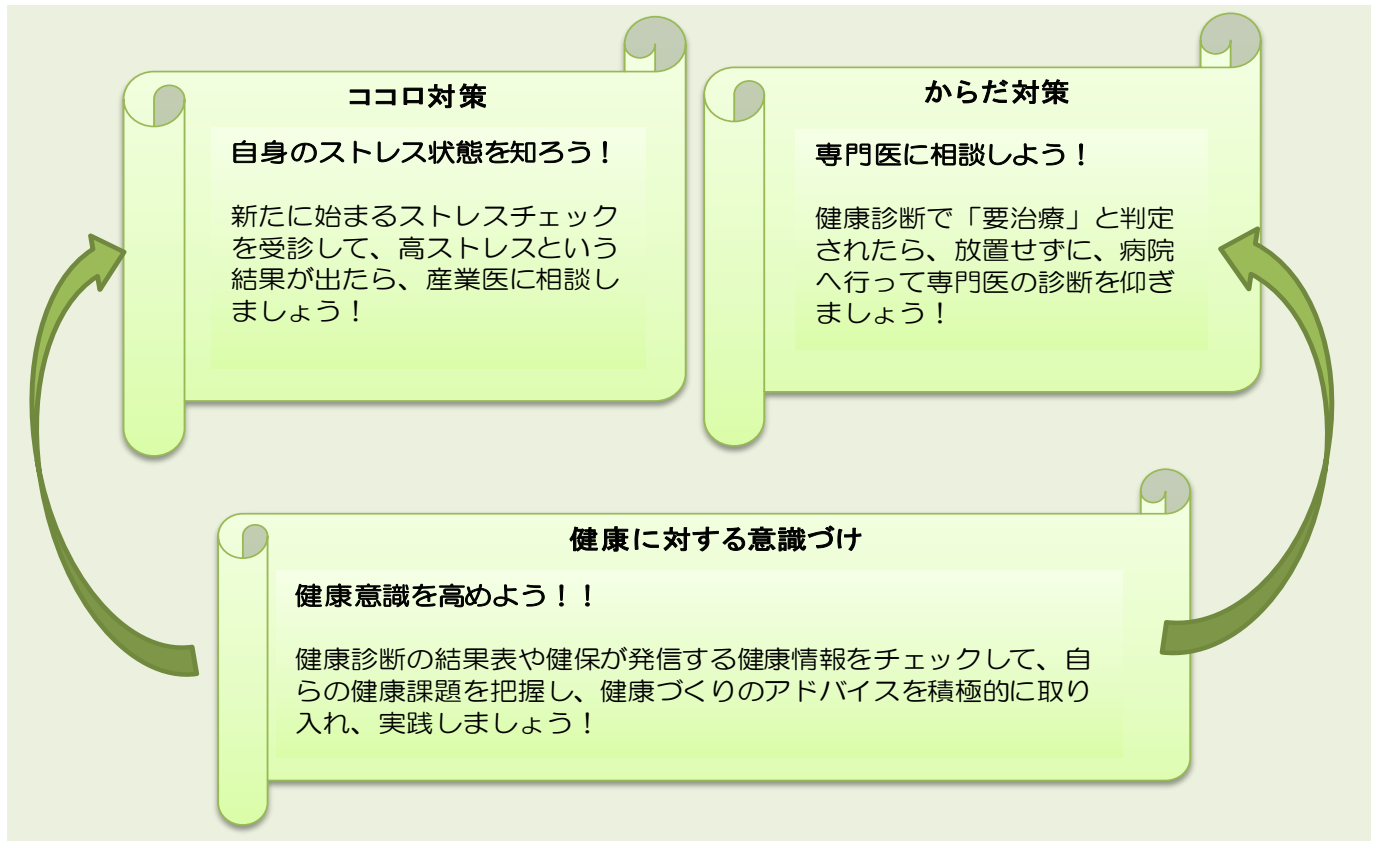 ココロ対策
自身のストレス状態を知ろう！
新たに始まるストレスチェック
を受診して、高ストレスという
結果が出たら、産業医に相談し
ましょう！
からだ対策
専門医に相談しよう！
健康診断で「要治療」と判定
されたら、放置せずに、病院
へ行って専門医の診断を仰ぎ
ましょう！
健康に対する意識づけ
健康意識を高めよう！！
健康診断の結果表や健保が発信する健康情報をチェックして、自
らの健康課題を把握し、健康づくりのアドバイスを積極的に取り
入れ、実践しましょう！